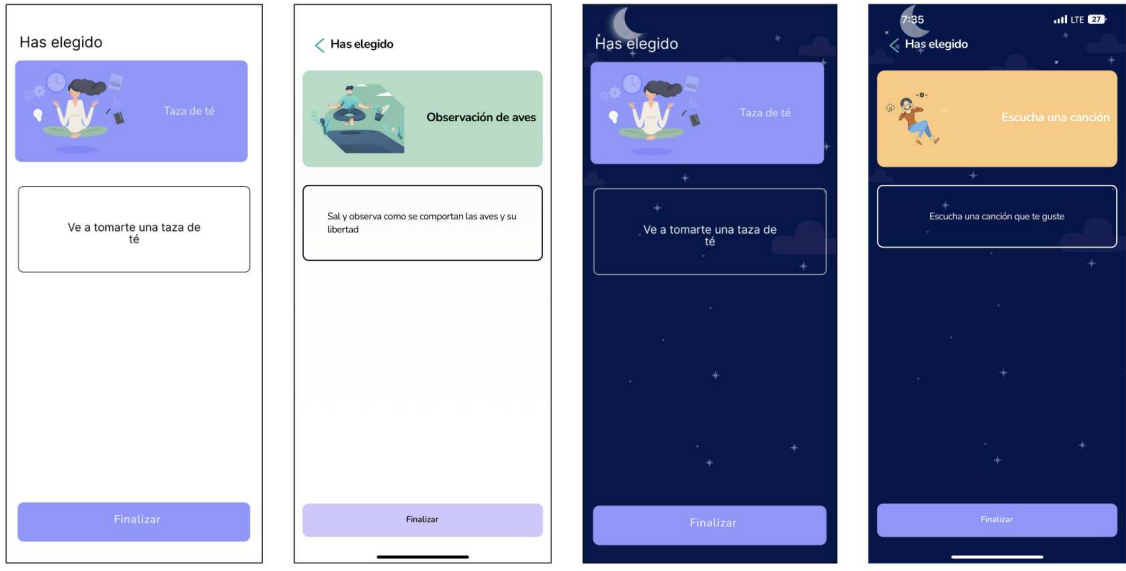 Has elegido
Taza de té
Ve a tomarte una taza de
té
Finalizar
Has elegido
Observación de aves
Sal y observa como se comportan las aves y su
libertad
Finalizar
Has elegido
Taza de té
Ve a tomarte una taza de
té
Finalizar
7:35 LTE 27
Has elegido
Escucha una canción
Escucha una canción que te guste
Finalizar